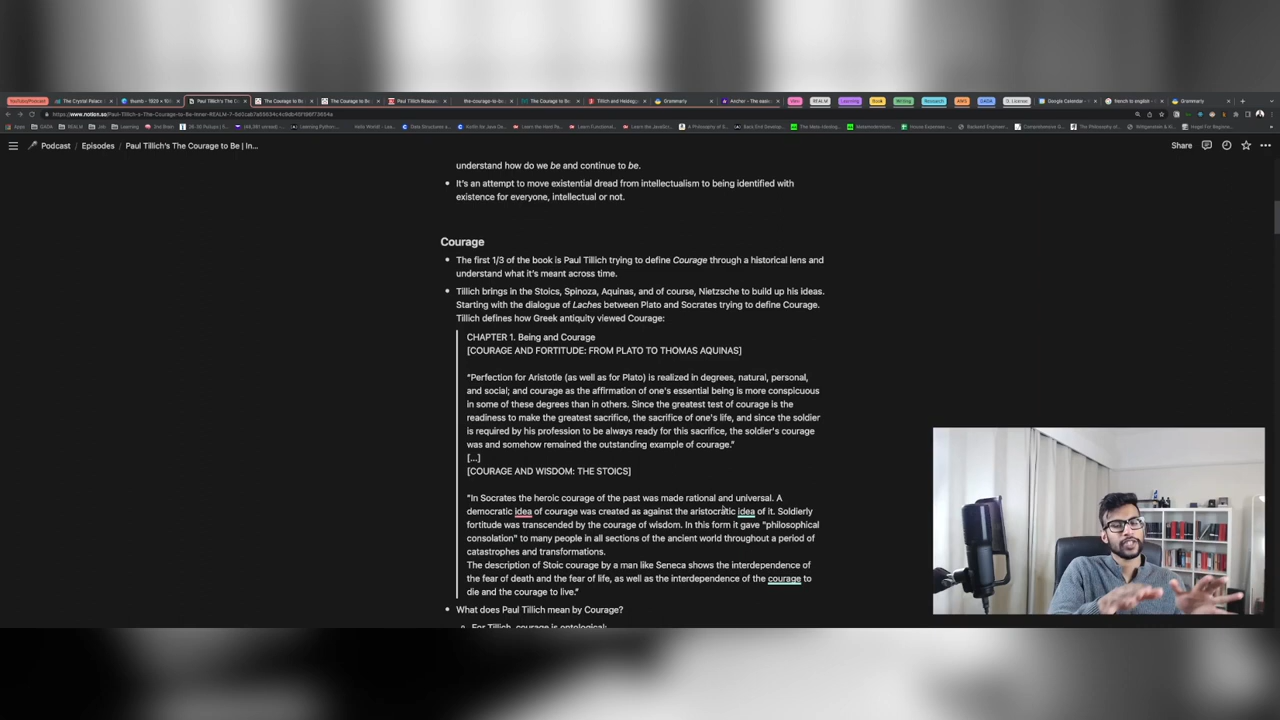 Podcast / Episodes / Paul Tillich's The Courage to Be | In...
Share
understand how do we be and continue to be.
• It's an attempt to move existential dread from intellectualism to being identified with
existence for everyone, intellectual or not.
Courage
• The first 1/3 of the book is Paul Tillich trying to define Courage through a historical lens and
understand what it's meant across time.
• Tillich brings in the Stoics, Spinoza, Aquinas, and of course, Nietzsche to build up his ideas.
Starting with the dialogue of Laches between Plato and Socrates trying to define Courage.
Tillich defines how Greek antiquity viewed Courage:
CHAPTER 1. Being and Courage
[COURAGE AND FORTITUDE: FROM PLATO TO THOMAS AQUINAS]
"Perfection for Aristotle (as well as for Plato) is realized in degrees, natural, personal,
and social; and courage as the affirmation of one's essential being is more conspicuous
in some of these degrees than in others. Since the greatest test of courage is the
readiness to make the greatest sacrifice, the sacrifice of one's life, and since the soldier
is required by his profession to be always ready for this sacrifice, the soldier's courage
was and somehow remained the outstanding example of courage."
[...]
[COURAGE AND WISDOM: THE STOICS]
"In Socrates the heroic courage of the past was made rational and universal. A
democratic idea of courage was created as against the aristocratic idea of it. Soldierly
fortitude was transcended by the courage of wisdom. In this form it gave "philosophical
consolation" to many people in all sections of the ancient world throughout a period of
catastrophes and transformations.
The description of Stoic courage by a man like Seneca shows the interdependence of
the fear of death and the fear of life, as well as the interdependence of the courage to
die and the courage to live."
• What does Paul Tillich mean by Courage?
For Tillich, courage is ontological: